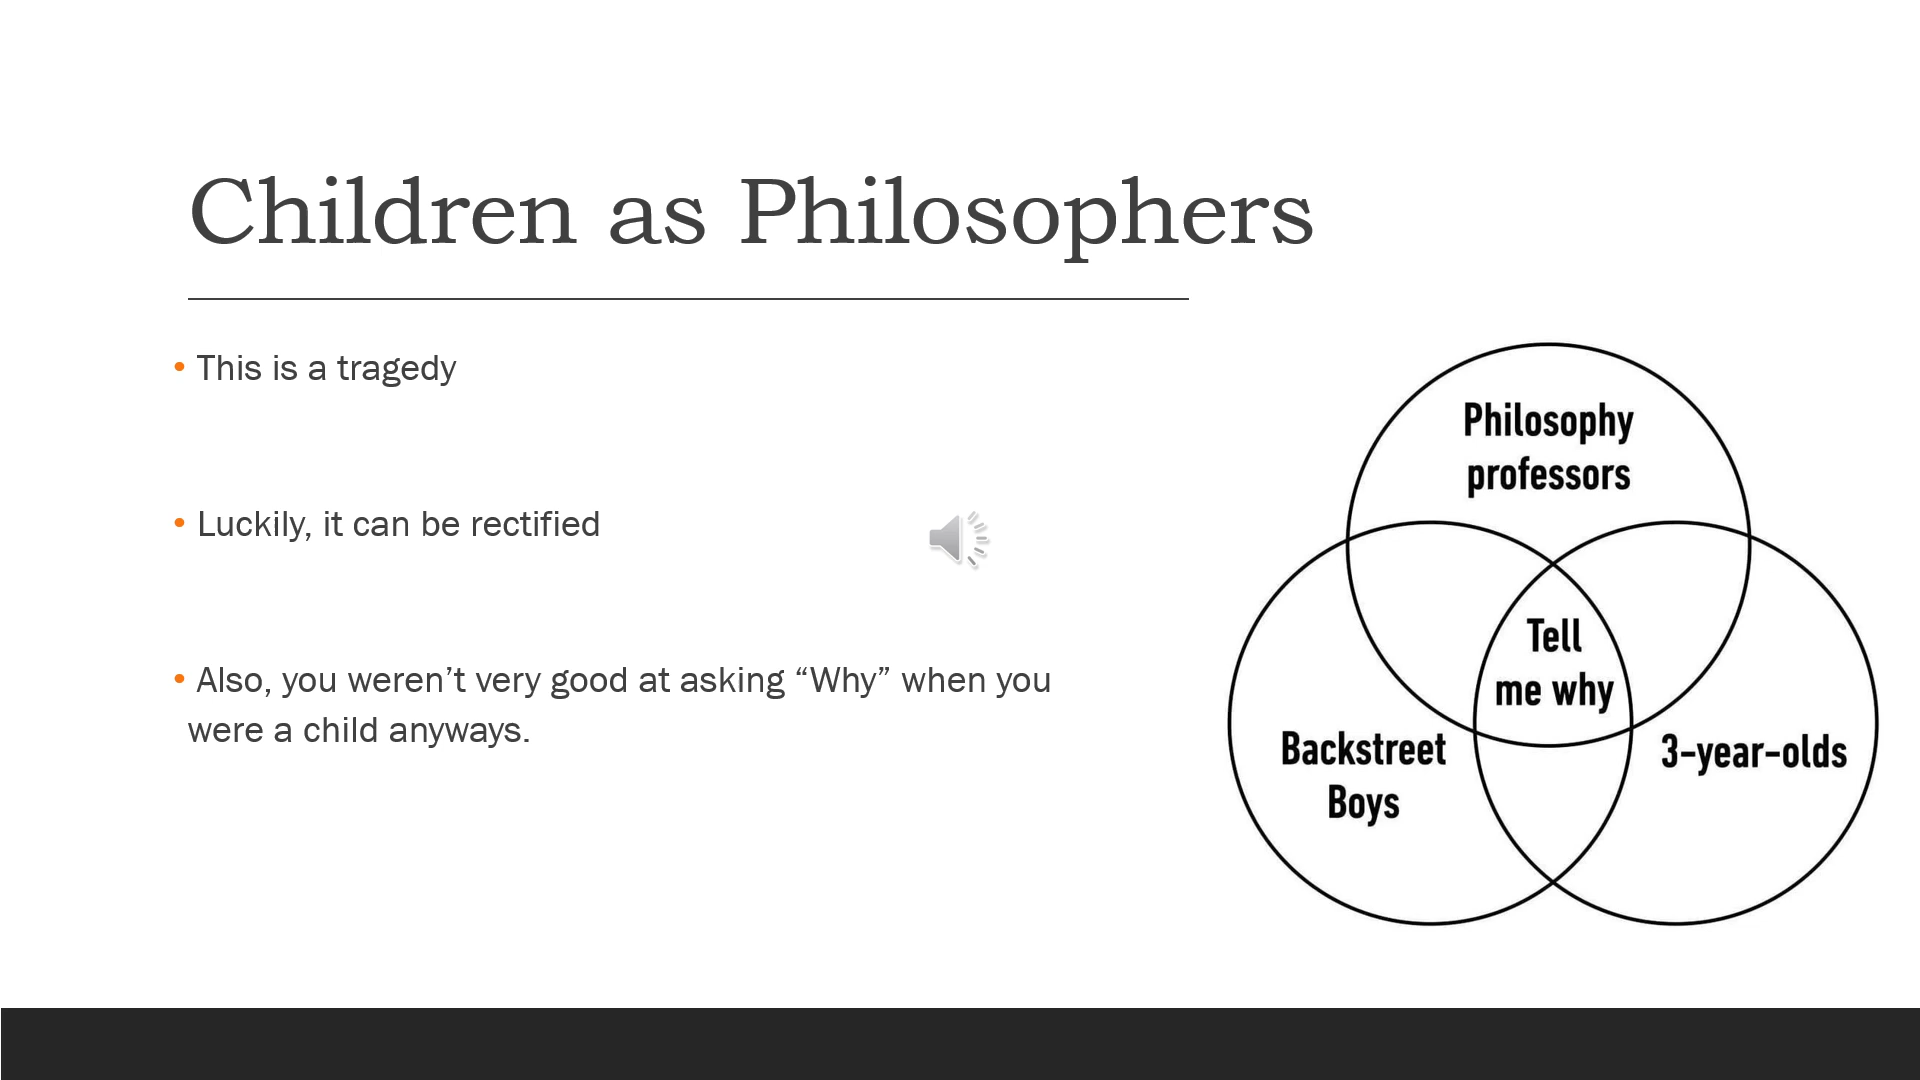 Children as Philosophers
• This is a tragedy
• Luckily, it can be rectified
• Also, you weren’t very good at asking “Why” when you
were a child anyways.
Philosophy
professors
Tell
me why
Backstreet
Boys
3-year-olds